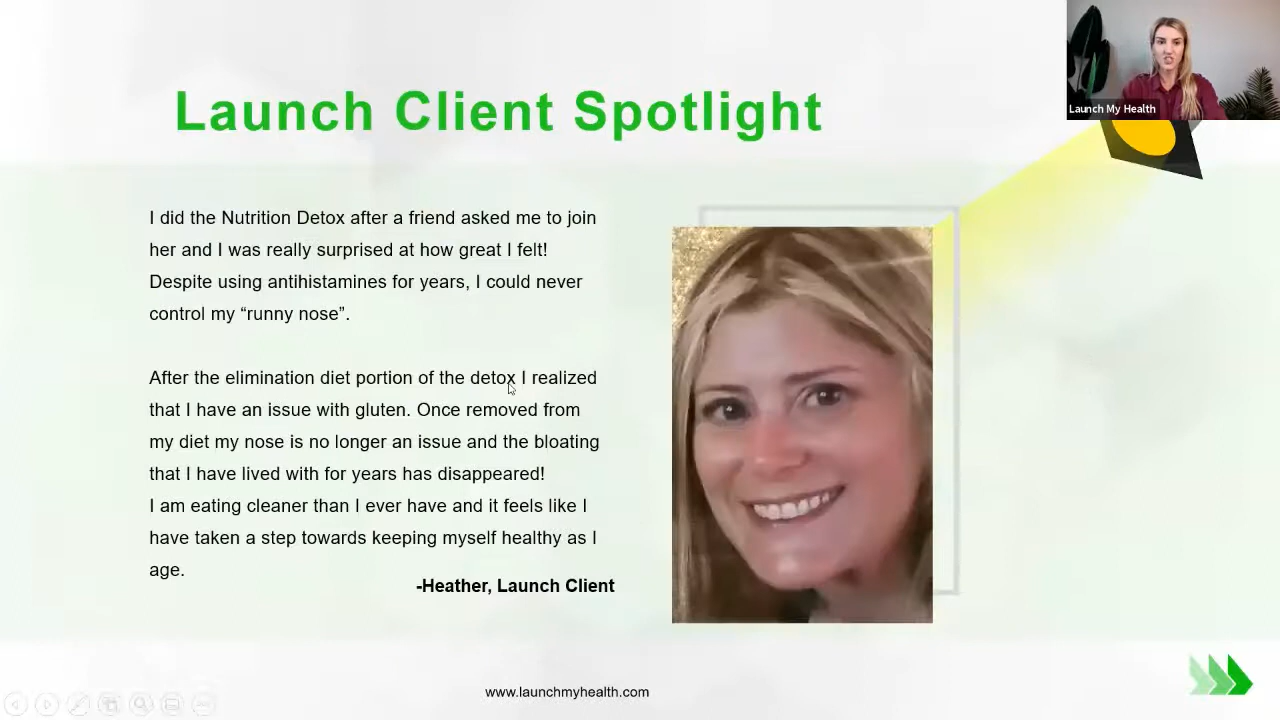 Launch My Health
Launch Client Spotlight
I did the Nutrition Detox after a friend asked me to join
her and I was really surprised at how great I felt!
Despite using antihistamines for years, I could never
control my “runny nose”.
After the elimination diet portion of the detox I realized
that I have an issue with gluten. Once removed from
my diet my nose is no longer an issue and the bloating
that I have lived with for years has disappeared!
I am eating cleaner than I ever have and it feels like I
have taken a step towards keeping myself healthy as I
age.
-Heather, Launch Client
www.launchmyhealth.com